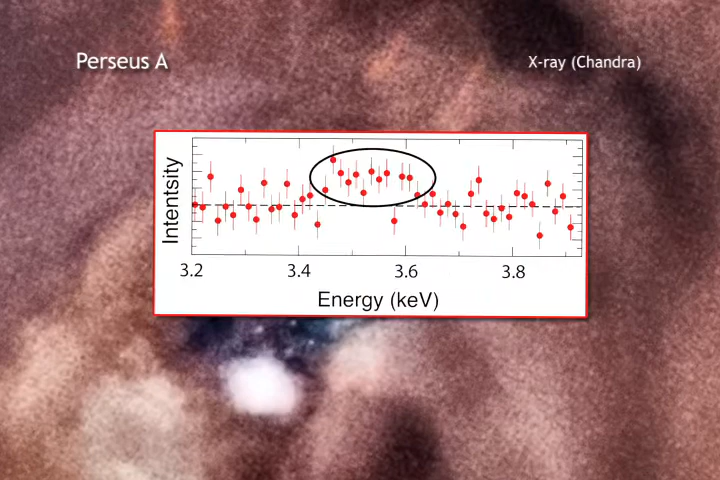 Perseus A
X-ray (Chandra)
Intentsity
3.2
3.4
3.6
3.8
Energy (keV)